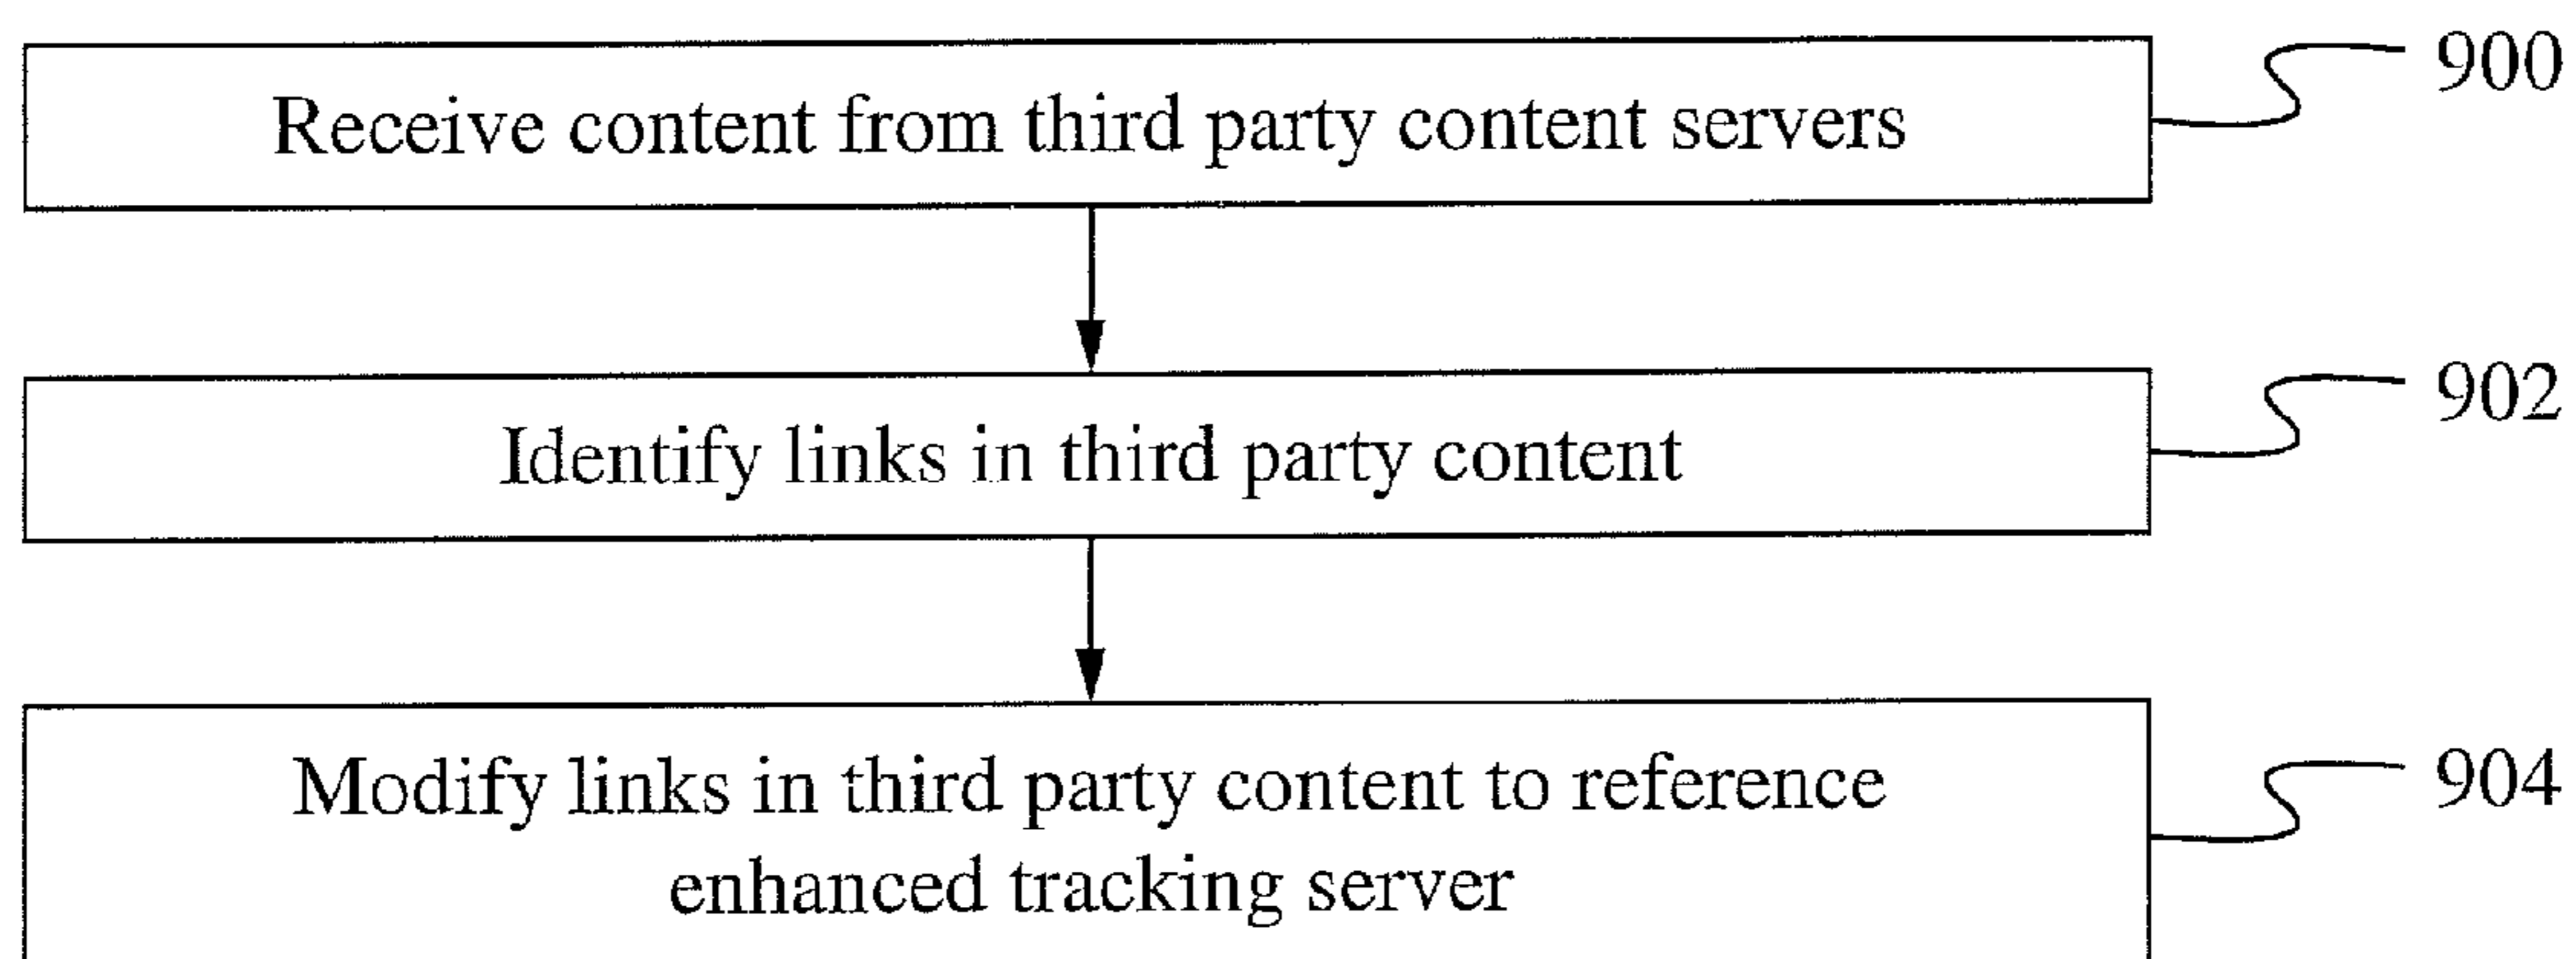 Receive content from third party content servers
900
Identify links in third party content
902
Modify links in third party content to reference
904
enhanced tracking server